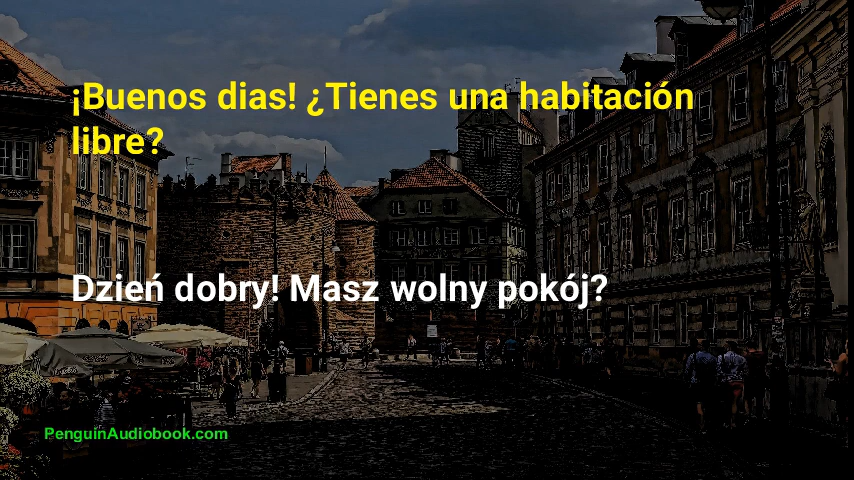 ¡Buenos dias! ¿Tienes una habitación
libre?
Dzień dobry! Masz wolny pokój?
PenguinAudiobook.com